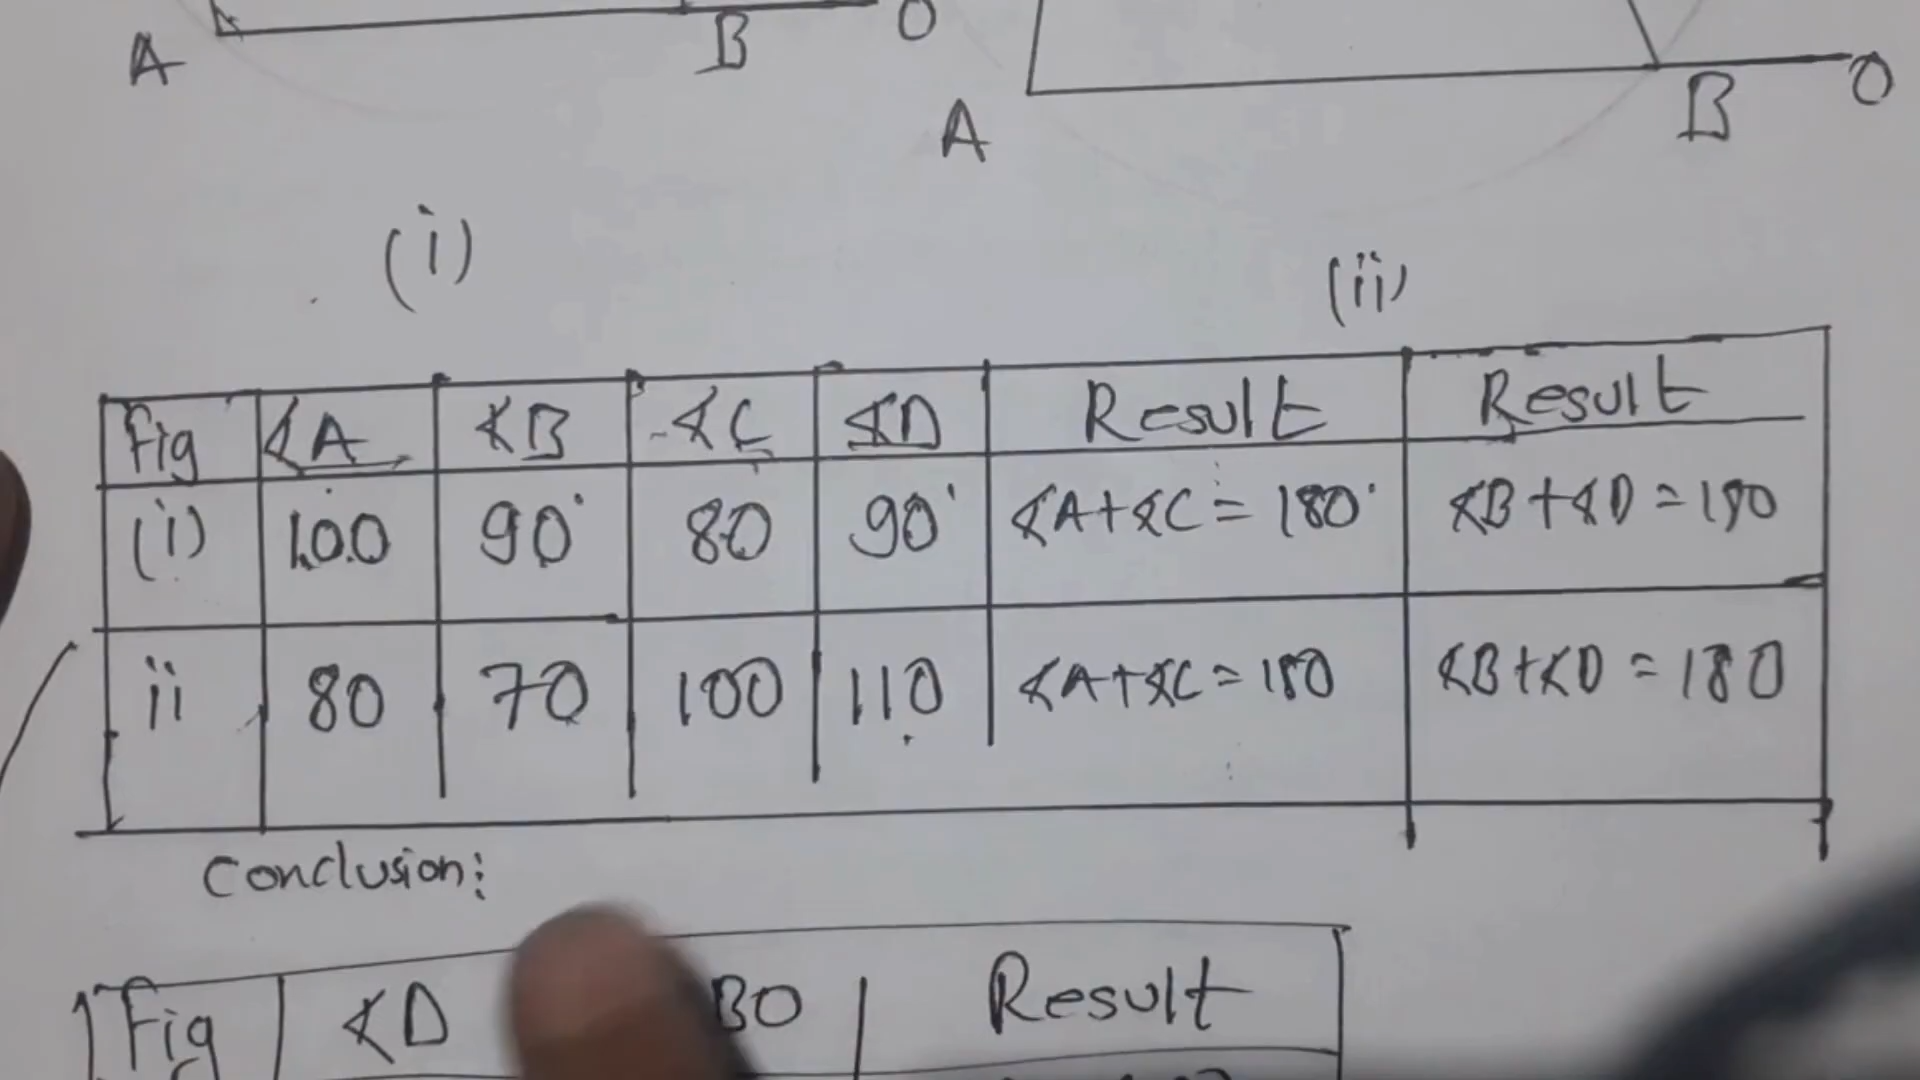 A B O A B O
(i) (ii)
Fig ∢A ∢B ∢C ∢D Result Result
(i) 100 90° 80 90° ∢A+∢C = 180° ∢B+∢D = 180
ii 80 70 100 110 ∢A+∢C = 180 ∢B+∢D = 180
Conclusion:
Fig ∢D BO Result